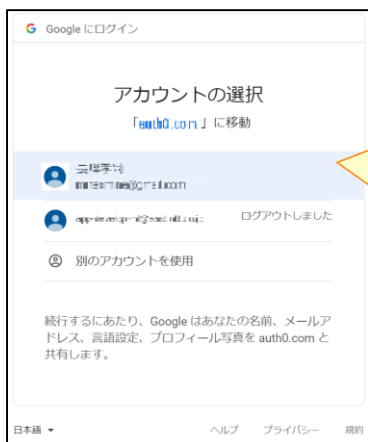 Google にログイン
アカウントの選択
「auth0.com」に移動
ログアウトしました
別のアカウントを使用
続行するにあたり、Google はあなたの名前、メールア
ドレス、言語設定、プロフィール写真を auth0.com と
共有します。
日本語 ヘルプ プライバシー 規約